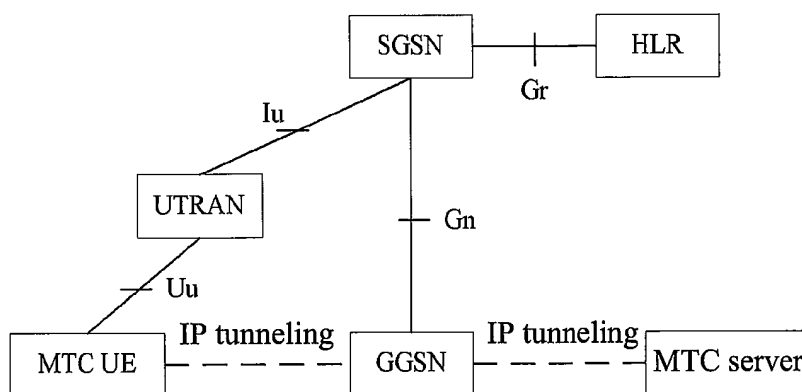 SGSN
HLR
Gr
Iu
UTRAN
Gn
Uu
IP tunneling
IP tunneling
MTC UE
GGSN
MTC server